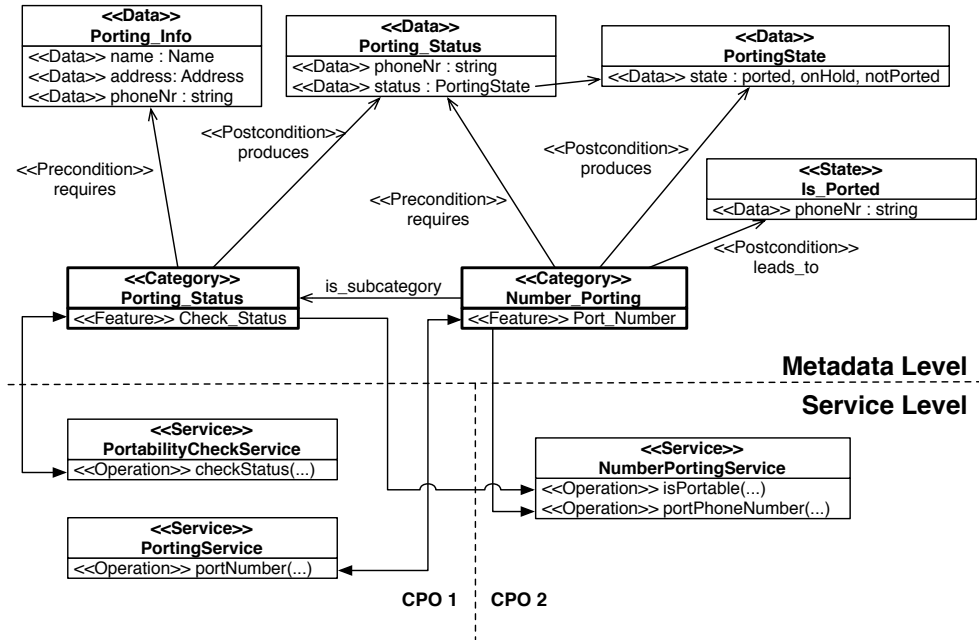 <<Data>>
Porting_Info
<<Data>> name : Name
<<Data>> address: Address
<<Data>> phoneNr : string
<<Data>>
Porting_Status
<<Data>> phoneNr : string
<<Data>> status : PortingState
<<Data>>
PortingState
<<Data>> state : ported, onHold, notPorted
<<Precondition>>
requires
<<Postcondition>>
produces
<<Precondition>>
requires
<<Postcondition>>
produces
<<State>>
Is_Ported
<<Data>> phoneNr : string
<<Postcondition>>
leads_to
<<Category>>
Porting_Status
<<Feature>> Check_Status
is_subcategory
<<Category>>
Number_Porting
<<Feature>> Port_Number
Metadata Level
Service Level
<<Service>>
PortabilityCheckService
<<Operation>> checkStatus(...)
<<Service>>
NumberPortingService
<<Operation>> isPortable(...)
<<Operation>> portPhoneNumber(...)
<<Service>>
PortingService
<<Operation>> portNumber(...)
CPO 1
CPO 2